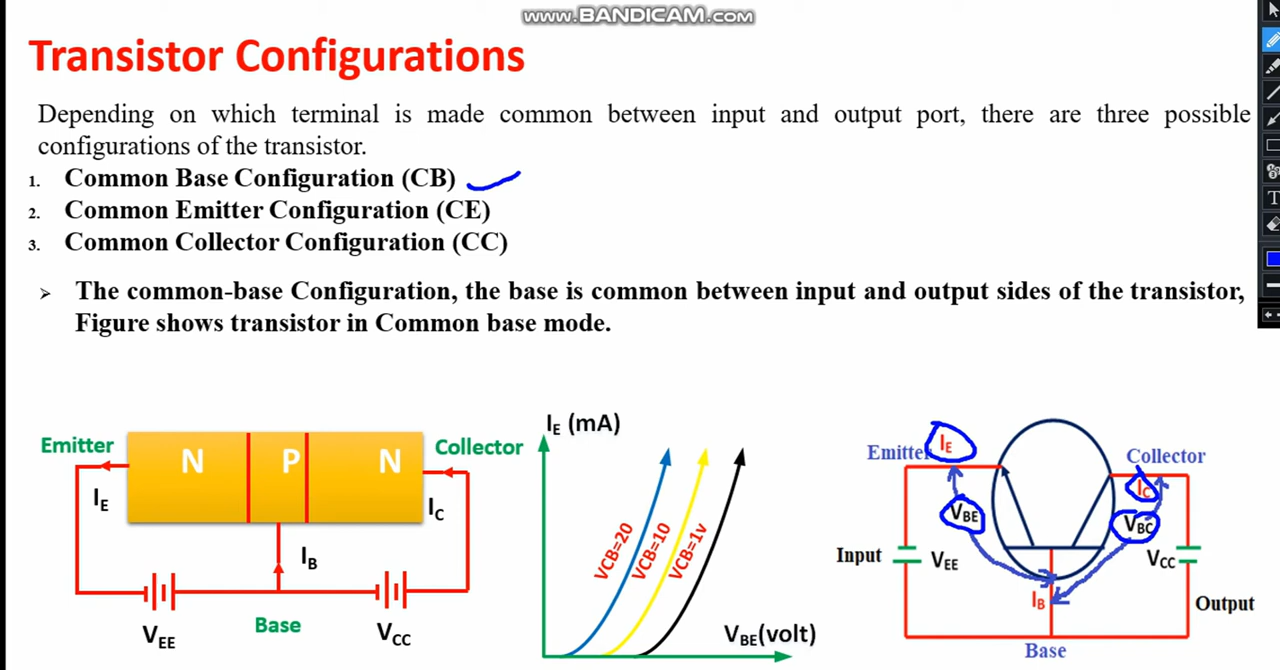 www.BANDICAM.com
Transistor Configurations
Depending on which terminal is made common between input and output port, there are three possible
configurations of the transistor.
1. Common Base Configuration (CB)
2. Common Emitter Configuration (CE)
3. Common Collector Configuration (CC)
➢ The common-base Configuration, the base is common between input and output sides of the transistor,
Figure shows transistor in Common base mode.
Emitter
N P N
Collector
IE
IC
IB
VEE
Base
VCC
IE (mA)
VCB=20
VCB=10
VCB=1v
VBE(volt)
Emitter
IE
Collector
IC
VBE
VBC
Input
VEE
VCC
IB
Output
Base
T